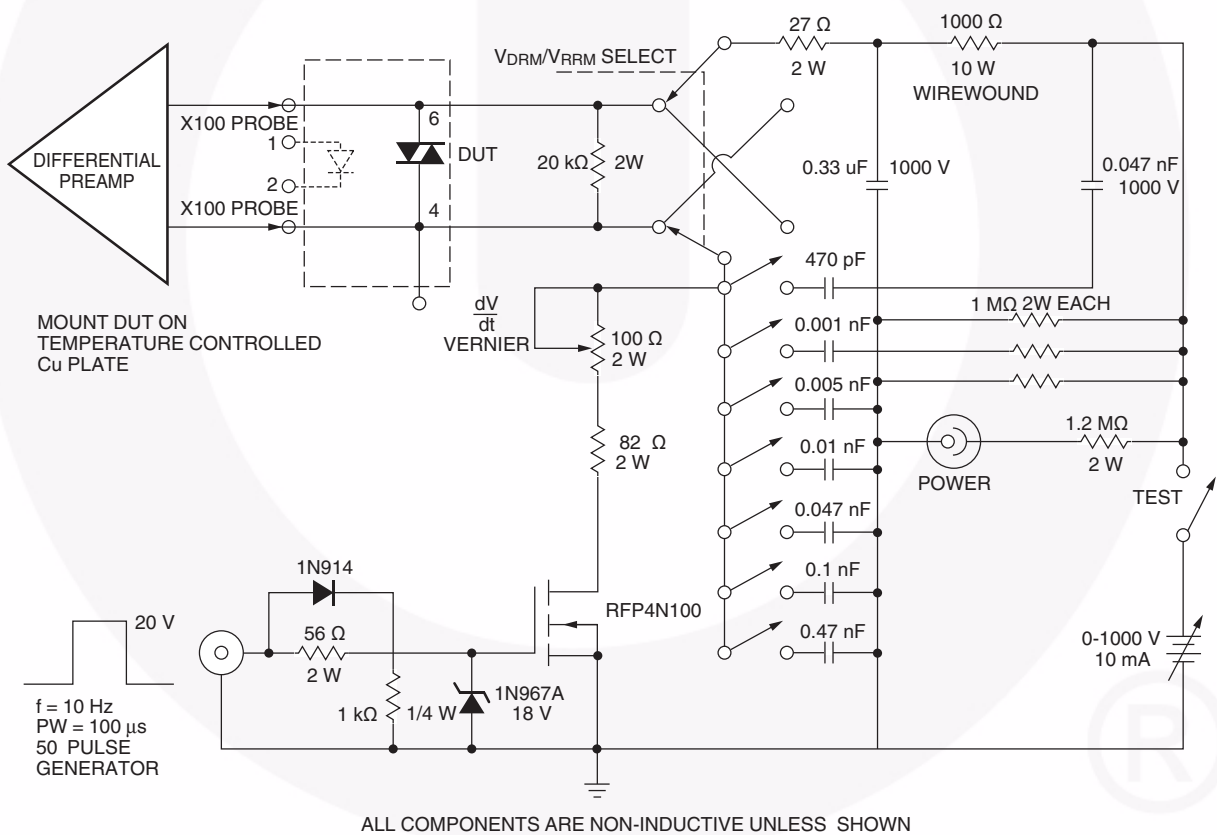 27 Ω
2 W
1000 Ω
10 W
WIREWOUND
VDRM/VRRM SELECT
X100 PROBE
1
2
X100 PROBE
DIFFERENTIAL
PREAMP
6
DUT
4
20 kΩ
2W
0.33 uF
1000 V
0.047 nF
1000 V
MOUNT DUT ON
TEMPERATURE CONTROLLED
Cu PLATE
dV
dt
VERNIER
100 Ω
2 W
82 Ω
2 W
470 pF
1 MΩ 2W EACH
0.001 nF
0.005 nF
0.01 nF
0.047 nF
0.1 nF
0.47 nF
POWER
1.2 MΩ
2 W
TEST
0-1000 V
10 mA
1N914
20 V
56 Ω
2 W
RFP4N100
1 kΩ
1/4 W
1N967A
18 V
f = 10 Hz
PW = 100 μs
50 PULSE
GENERATOR
ALL COMPONENTS ARE NON-INDUCTIVE UNLESS SHOWN
®